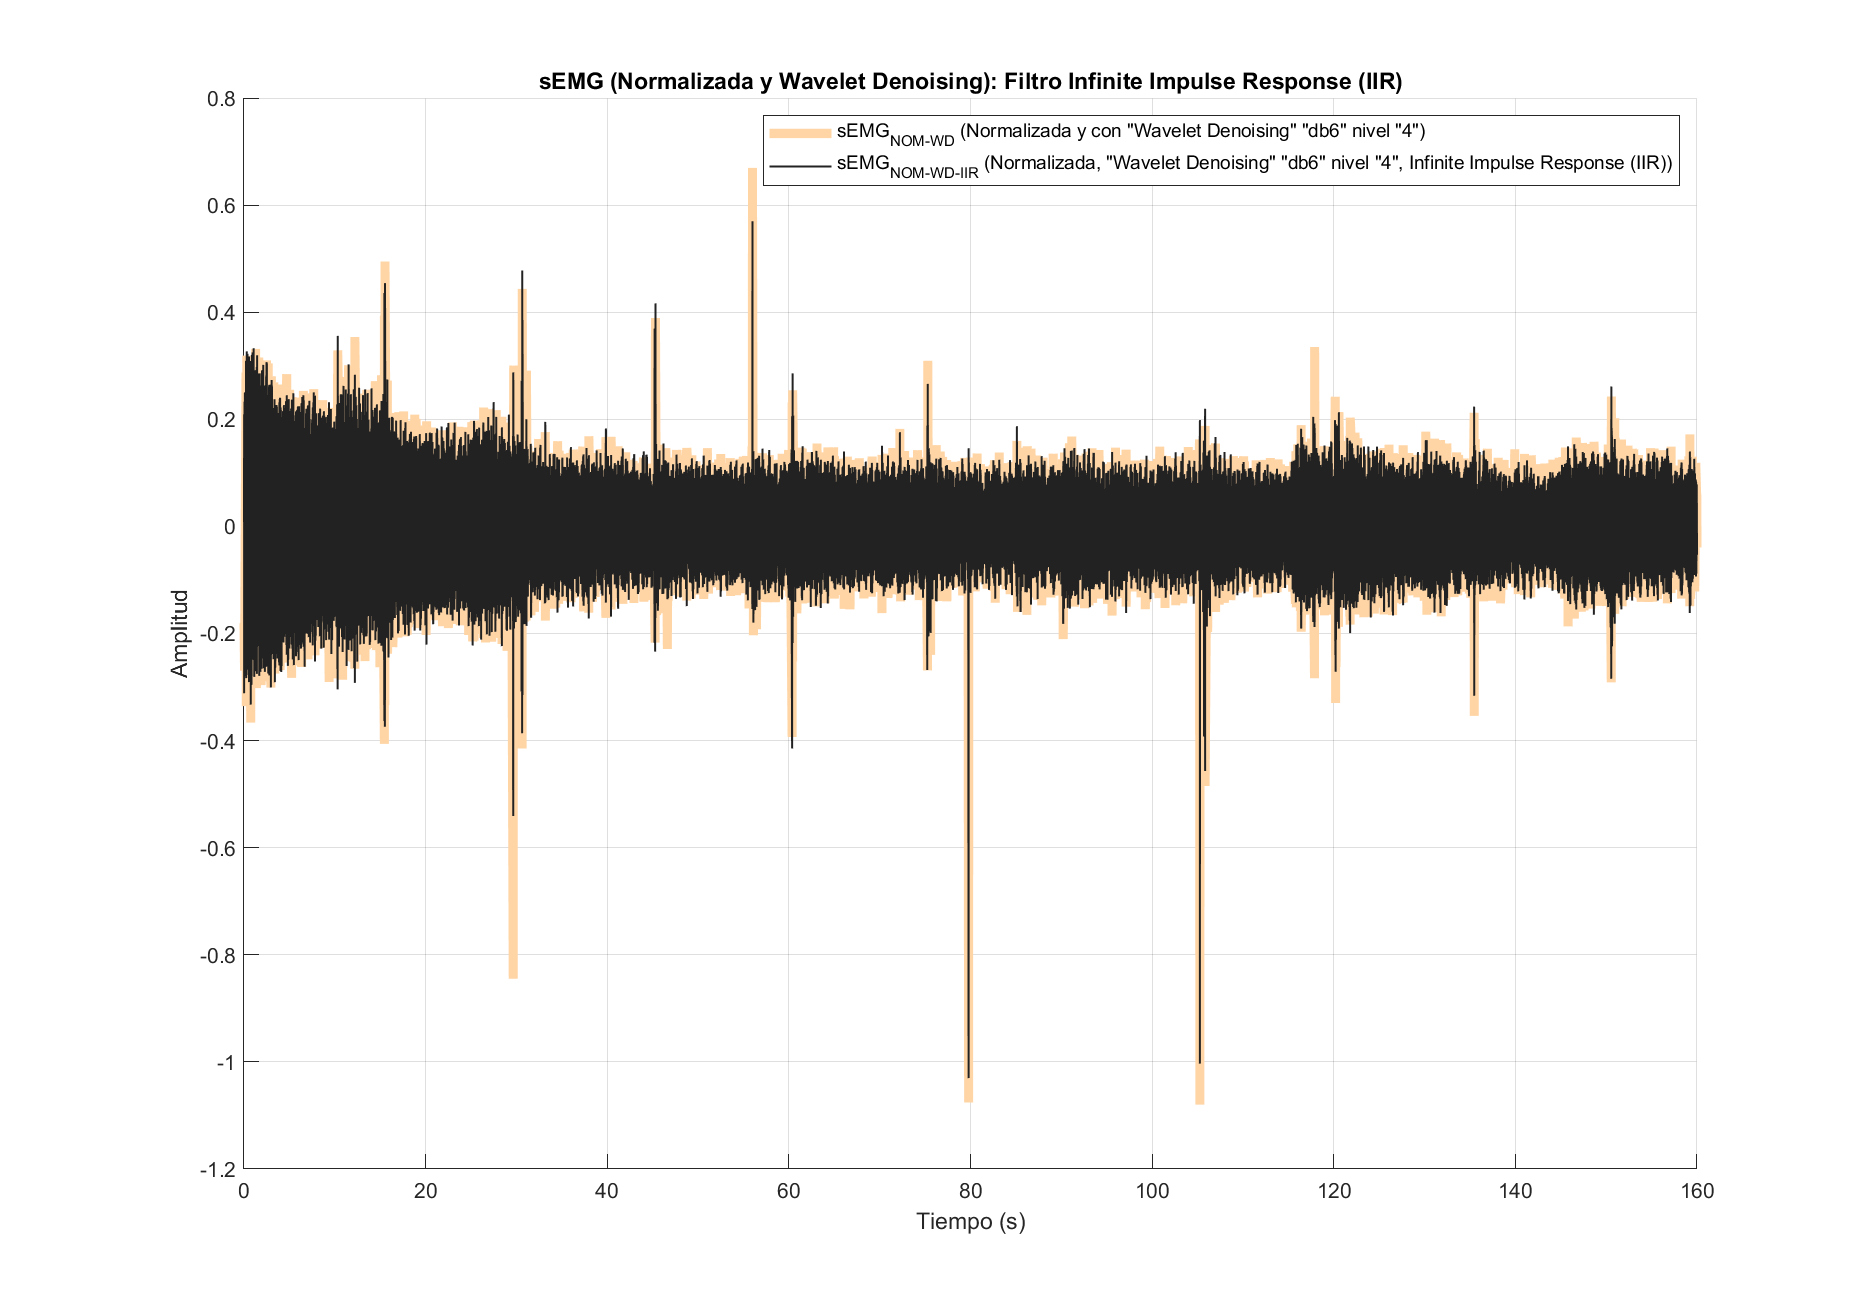 sEMG (Normalizada y Wavelet Denoising): Filtro Infinite Impulse Response (IIR)
sEMG_NOM-WD (Normalizada y con "Wavelet Denoising" "db6" nivel "4")
sEMG_NOM-WD-IIR (Normalizada, "Wavelet Denoising" "db6" nivel "4", Infinite Impulse Response (IIR))
0.8
0.6
0.4
0.2
0
-0.2
-0.4
-0.6
-0.8
-1
-1.2
Amplitud
0 20 40 60 80 100 120 140 160
Tiempo (s)